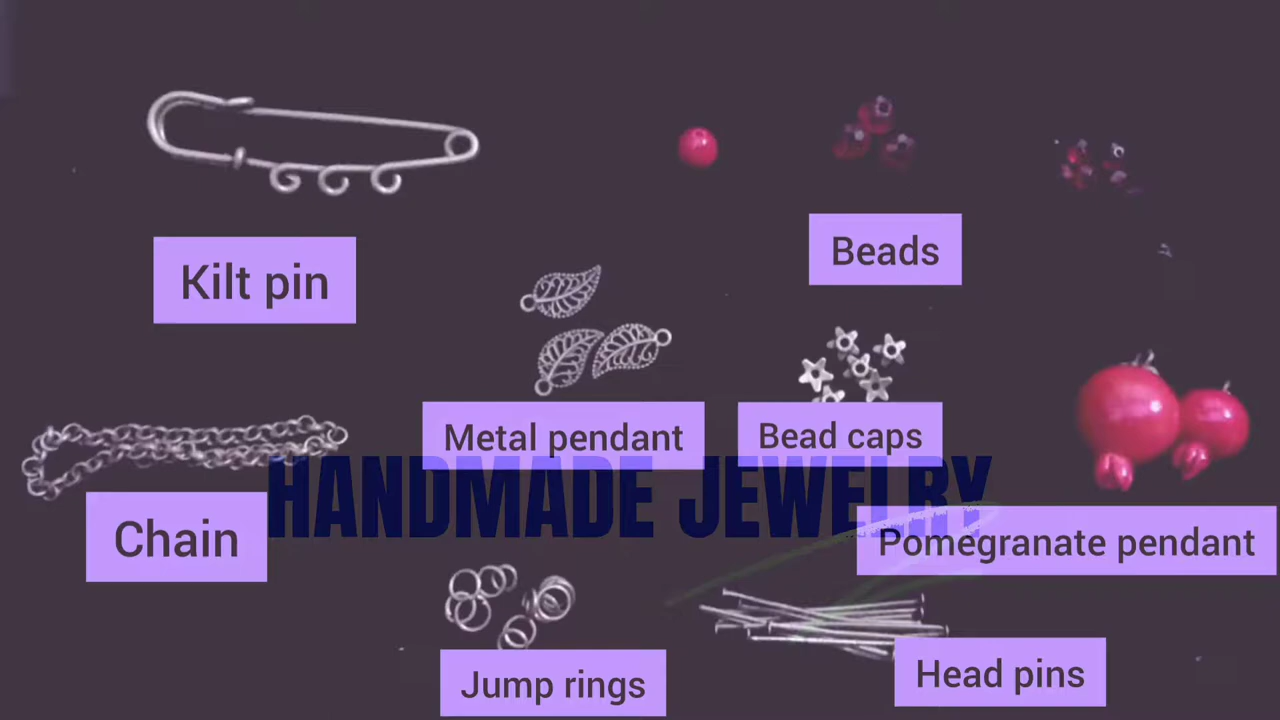 Kilt pin
Beads
Metal pendant
Bead caps
HANDMADE JEWELRY
Chain
Pomegranate pendant
Jump rings
Head pins